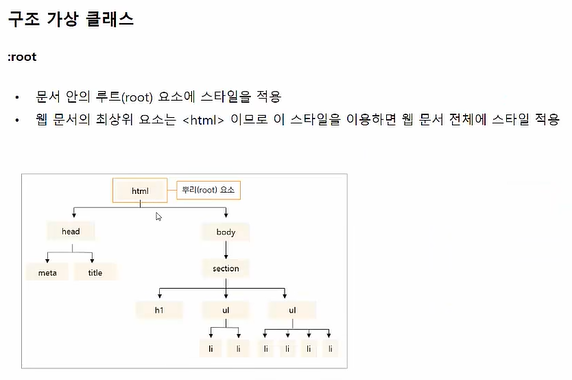 구조 가상 클래스
:root
• 문서 안의 루트(root) 요소에 스타일을 적용
• 웹 문서의 최상위 요소는 <html> 이므로 이 스타일을 이용하면 웹 문서 전체에 스타일 적용
html 뿌리(root) 요소
head body
meta title section
h1 ul ul
li li li li li li